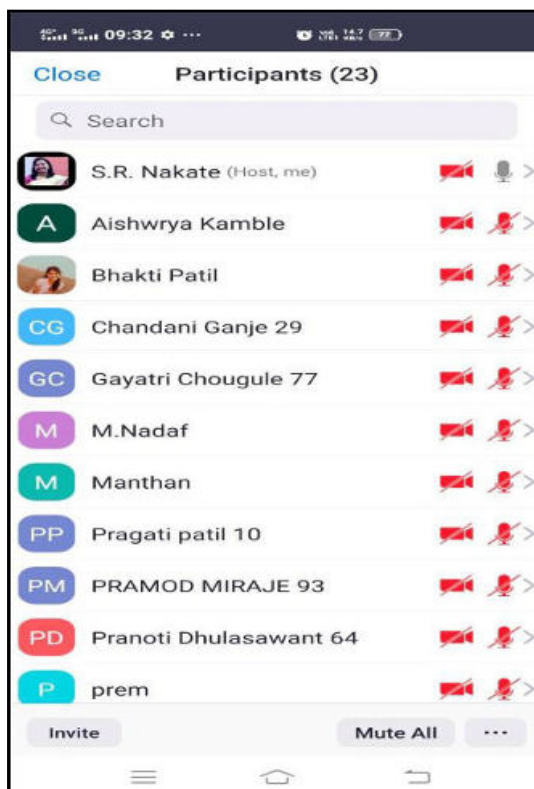 09:32 ...
77
Close Participants (23)
Search
S.R. Nakate (Host, me)
A Aishwrya Kamble
Bhakti Patil
CG Chandani Ganje 29
GC Gayatri Chougule 77
M M.Nadaf
M Manthan
PP Pragati patil 10
PM PRAMOD MIRAJE 93
PD Pranoti Dhulasawant 64
P prem
Invite Mute All ...